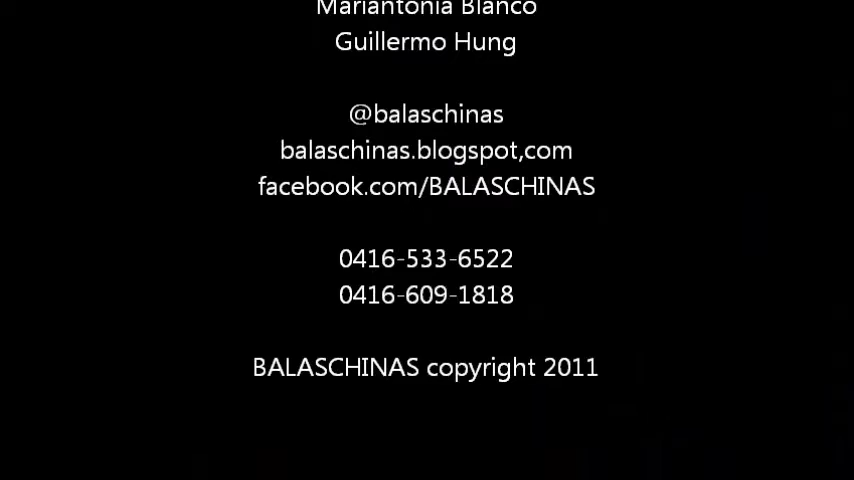 Mariantonia Blanco
Guillermo Hung
@balaschinas
balaschinas.blogspot,com
facebook.com/BALASCHINAS
0416-533-6522
0416-609-1818
BALASCHINAS copyright 2011